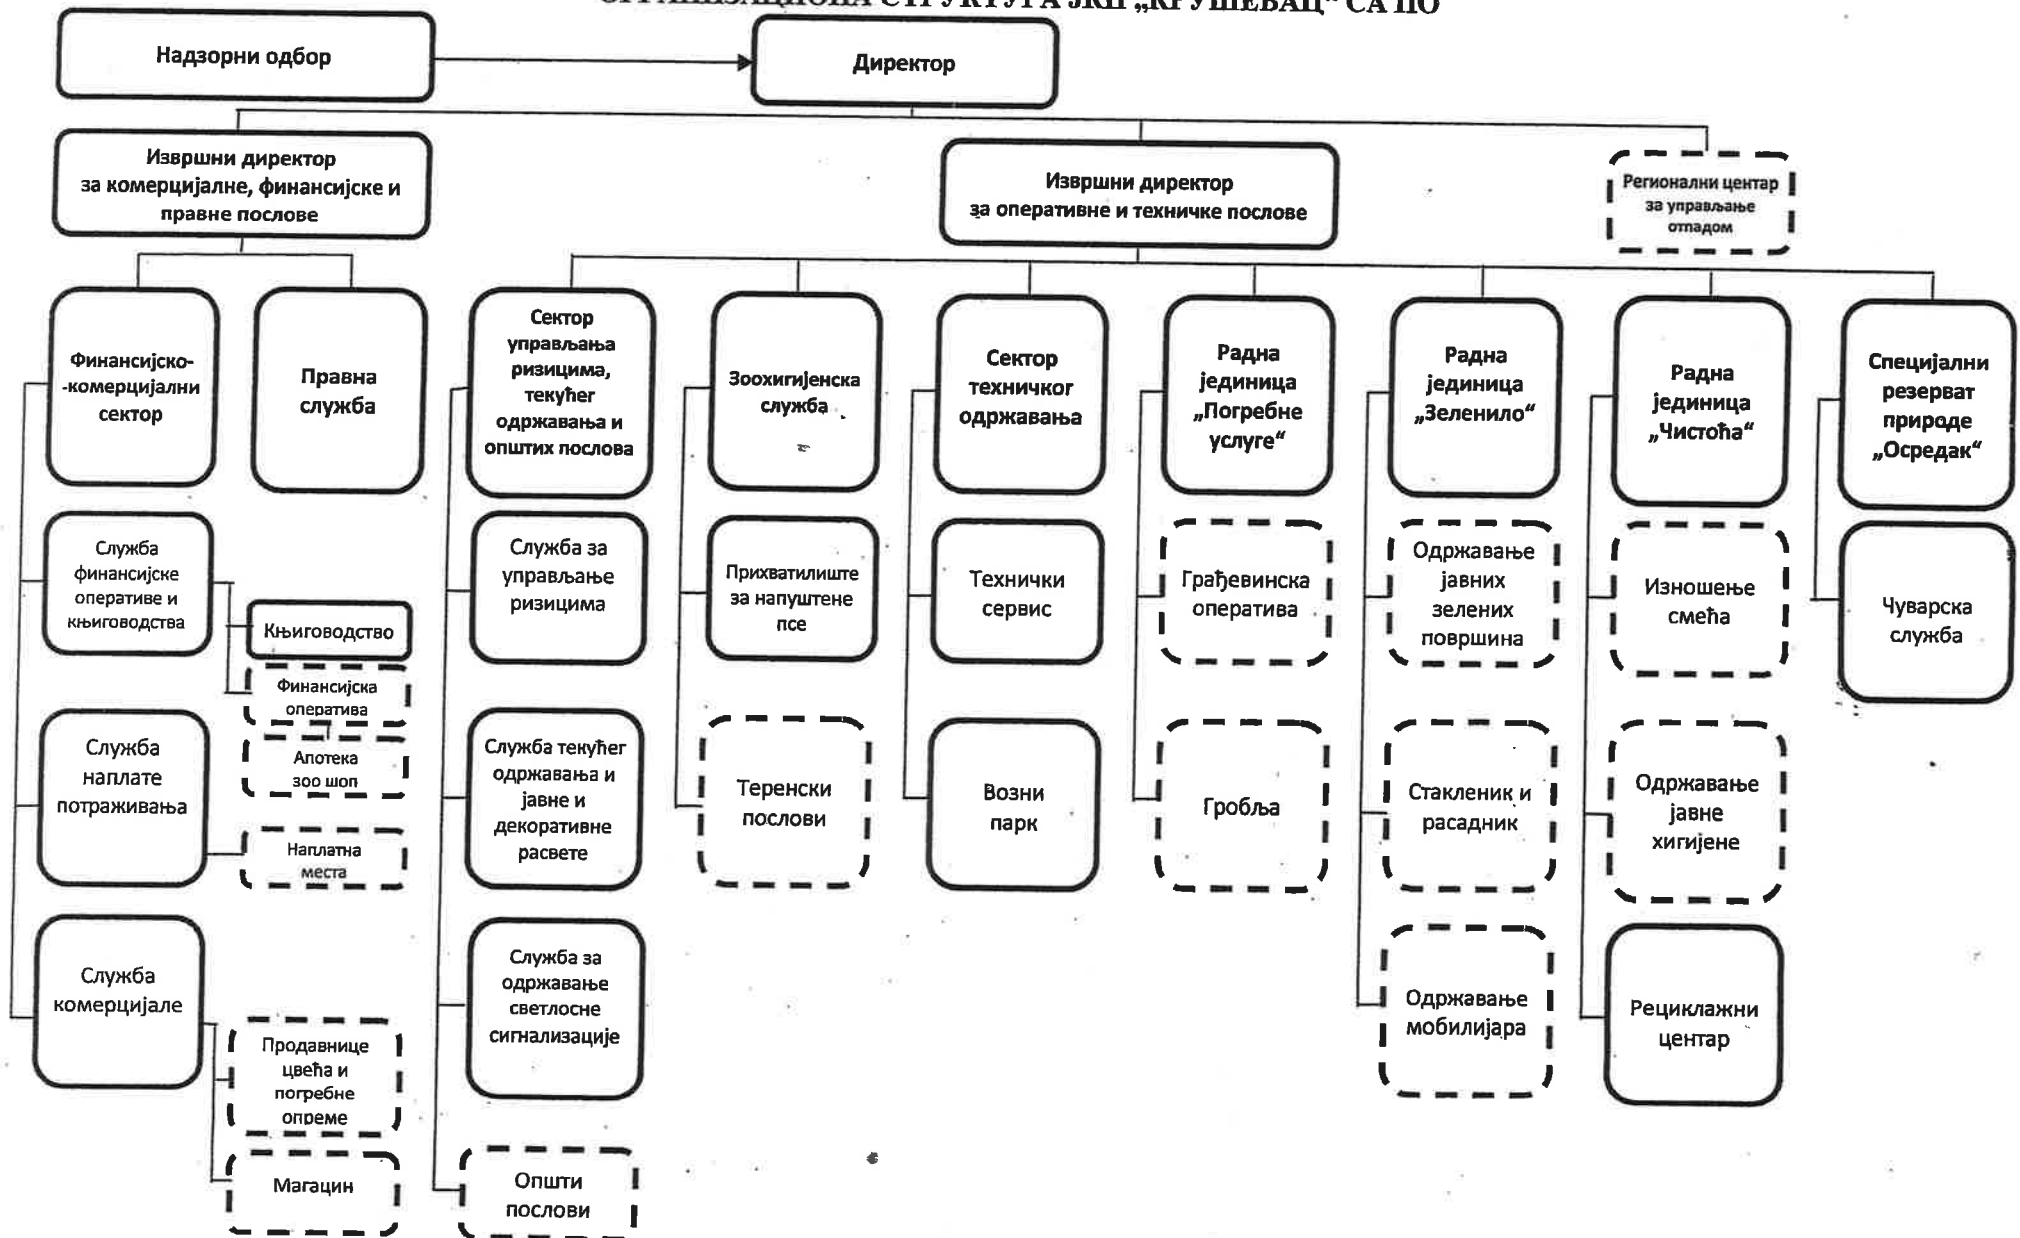 ОРГАНИЗАЦИОНА СТРУКТУРА ЈКП „КРУШЕВАЦ“ СА ПО
Надзорни одбор
Директор
Извршни директор
за комерцијалне, финансијске и
правне послове
Извршни директор
за оперативне и техничке послове
Регионални центар
за управљање
отпадом
Финансијско-
-комерцијални
сектор
Правна
служба
Сектор
управљања
ризицима,
текућег
одржавања и
општих послова
Зоохигијенска
служба
Сектор
техничког
одржавања
Радна
јединица
„Погребне
услуге“
Радна
јединица
„Зеленило“
Радна
јединица
„Чистоћа“
Специјални
резерват
природе
„Осредак“
Служба
финансијске
оперативе и
књиговодства
Књиговодство
Финансијска
оператива
Апотека
зоо шоп
Служба
наплате
потраживања
Наплатна
места
Служба
комерцијале
Продавнице
цвећа и
погребне
опреме
Магацин
Служба за
управљање
ризицима
Служба текућег
одржавања и
јавне и
декоративне
расвете
Служба за
одржавање
светлосне
сигнализације
Општи
послови
Прихватилиште
за напуштене
псе
Теренски
послови
Технички
сервис
Возни
парк
Грађевинска
оператива
Гробља
Одржавање
јавних
зелених
површина
Стакленик и
расадник
Одржавање
мобилијара
Изношење
смећа
Одржавање
јавне
хигијене
Рециклажни
центар
Чуварска
служба